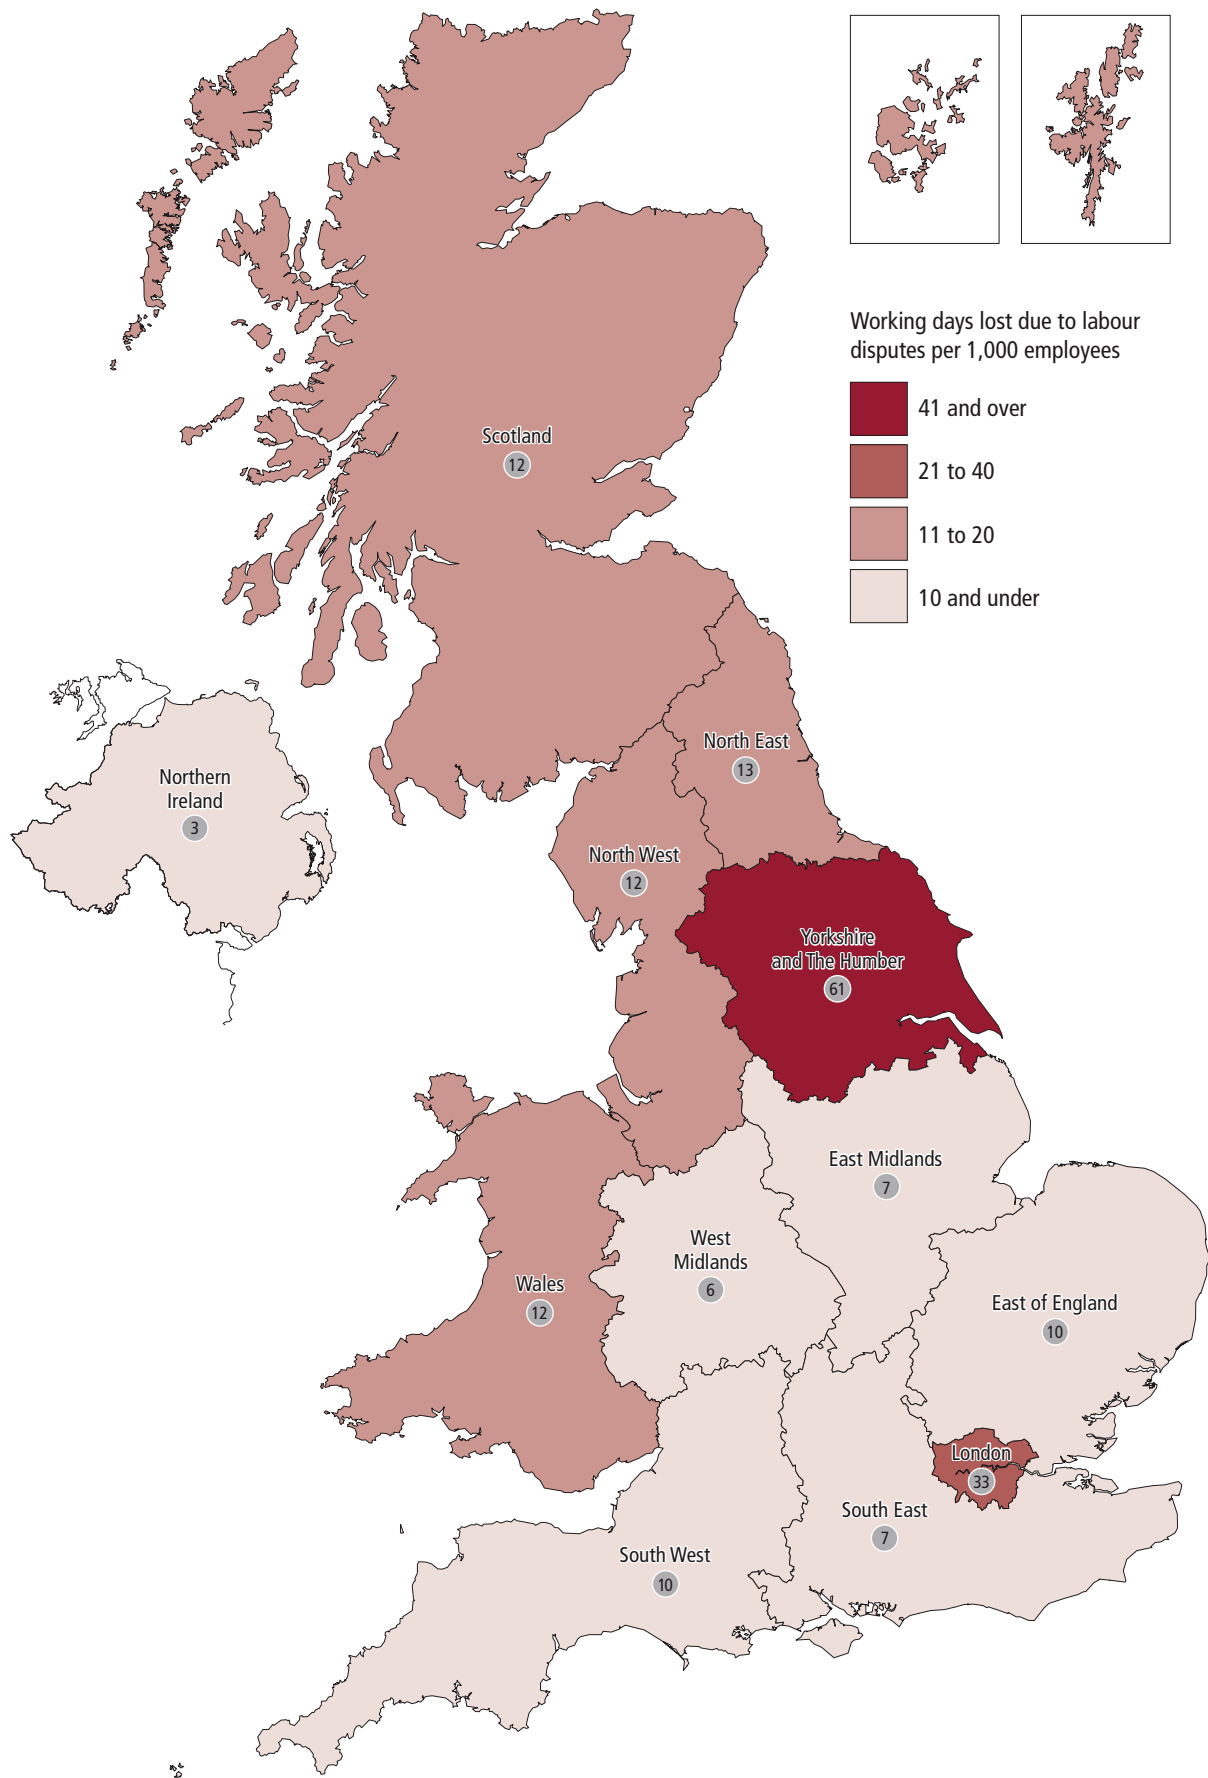 Working days lost due to labour
disputes per 1,000 employees
41 and over
21 to 40
11 to 20
10 and under
Scotland
12
North East
13
Northern
Ireland
3
North West
12
Yorkshire
and The Humber
61
East Midlands
7
West
Midlands
6
Wales
12
East of England
10
London
33
South East
7
South West
10